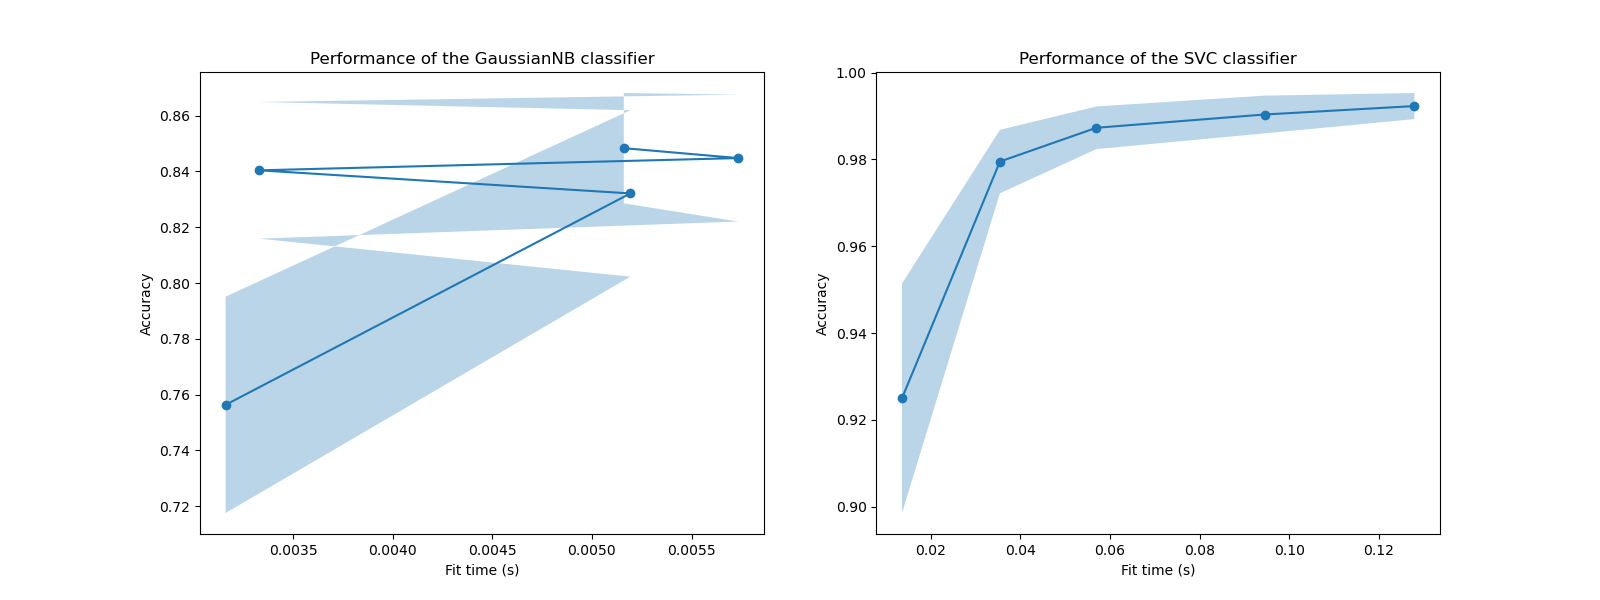 Performance of the GaussianNB classifier
0.86
0.84
0.82
0.80
0.78
0.76
0.74
0.72
Accuracy
0.0035 0.0040 0.0045 0.0050 0.0055
Fit time (s)
Performance of the SVC classifier
1.00
0.98
0.96
0.94
0.92
0.90
Accuracy
0.02 0.04 0.06 0.08 0.10 0.12
Fit time (s)